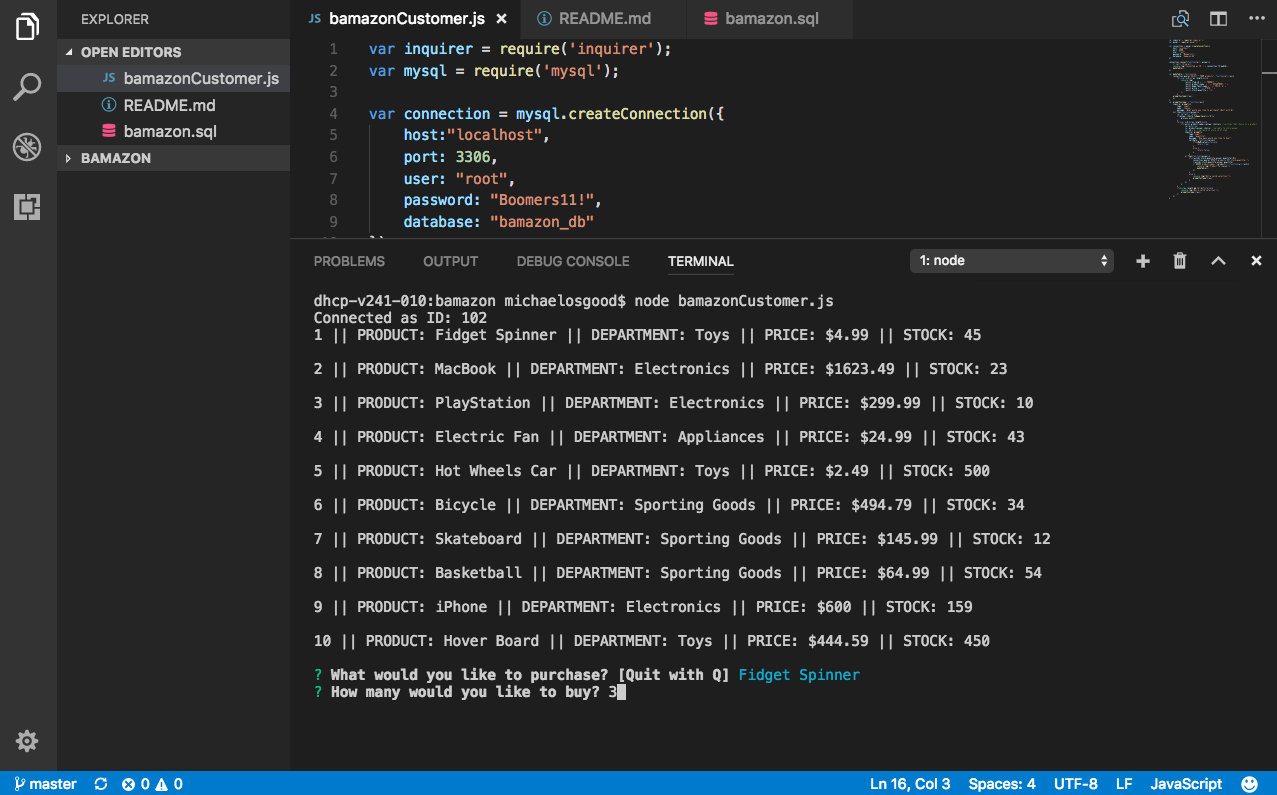 EXPLORER
OPEN EDITORS
JS bamazonCustomer.js
README.md
bamazon.sql
BAMAZON
JS bamazonCustomer.js
README.md
bamazon.sql
1 var inquirer = require('inquirer');
2 var mysql = require('mysql');
3
4 var connection = mysql.createConnection({
5 host:"localhost",
6 port: 3306,
7 user: "root",
8 password: "Boomers11!",
9 database: "bamazon_db"
PROBLEMS OUTPUT DEBUG CONSOLE TERMINAL 1: node
dhcp-v241-010:bamazon michaelosgood$ node bamazonCustomer.js
Connected as ID: 102
1 || PRODUCT: Fidget Spinner || DEPARTMENT: Toys || PRICE: $4.99 || STOCK: 45
2 || PRODUCT: MacBook || DEPARTMENT: Electronics || PRICE: $1623.49 || STOCK: 23
3 || PRODUCT: PlayStation || DEPARTMENT: Electronics || PRICE: $299.99 || STOCK: 10
4 || PRODUCT: Electric Fan || DEPARTMENT: Appliances || PRICE: $24.99 || STOCK: 43
5 || PRODUCT: Hot Wheels Car || DEPARTMENT: Toys || PRICE: $2.49 || STOCK: 500
6 || PRODUCT: Bicycle || DEPARTMENT: Sporting Goods || PRICE: $494.79 || STOCK: 34
7 || PRODUCT: Skateboard || DEPARTMENT: Sporting Goods || PRICE: $145.99 || STOCK: 12
8 || PRODUCT: Basketball || DEPARTMENT: Sporting Goods || PRICE: $64.99 || STOCK: 54
9 || PRODUCT: iPhone || DEPARTMENT: Electronics || PRICE: $600 || STOCK: 159
10 || PRODUCT: Hover Board || DEPARTMENT: Toys || PRICE: $444.59 || STOCK: 450
? What would you like to purchase? [Quit with Q] Fidget Spinner
? How many would you like to buy? 3
master 0 0 Ln 16, Col 3 Spaces: 4 UTF-8 LF JavaScript